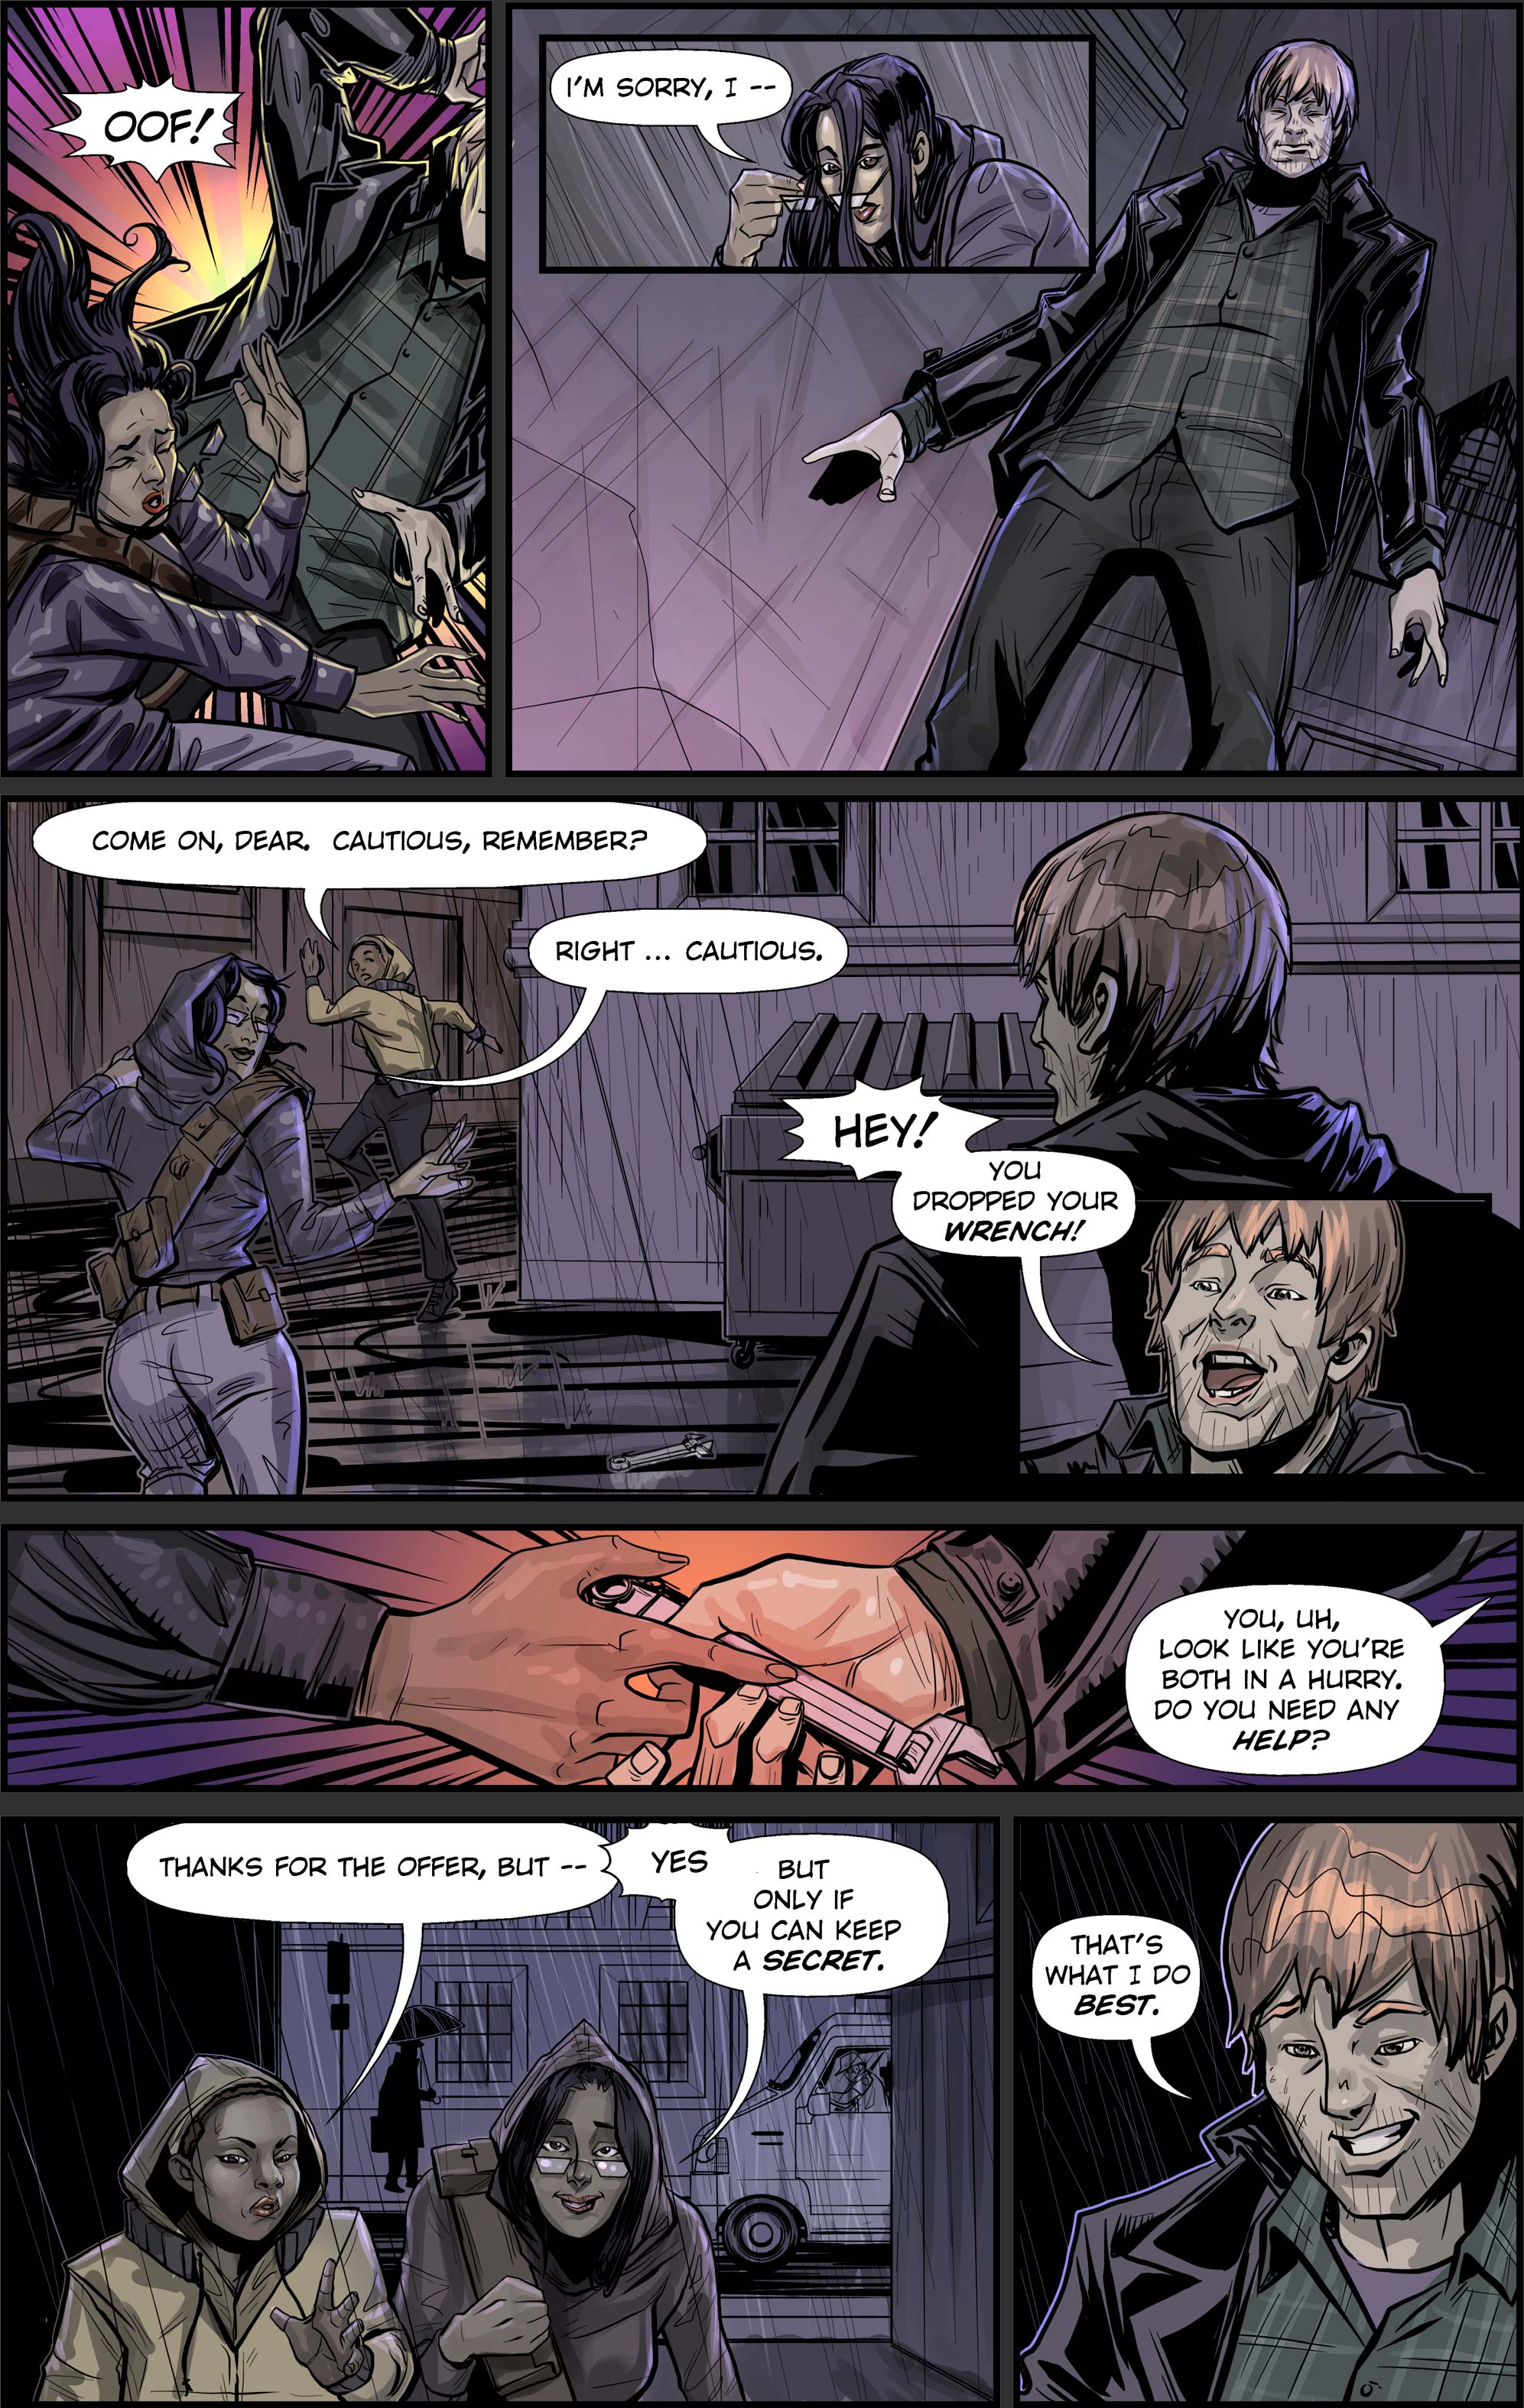 OOF!
I'M SORRY, I --
COME ON, DEAR. CAUTIOUS, REMEMBER?
RIGHT ... CAUTIOUS.
HEY!
YOU
DROPPED YOUR
WRENCH!
YOU, UH,
LOOK LIKE YOU'RE
BOTH IN A HURRY.
DO YOU NEED ANY
HELP?
THANKS FOR THE OFFER, BUT --
YES
BUT
ONLY IF
YOU CAN KEEP
A SECRET.
THAT'S
WHAT I DO
BEST.